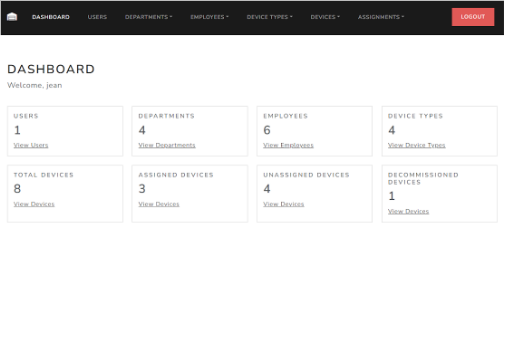 DASHBOARD USERS DEPARTMENTS EMPLOYEES DEVICE TYPES DEVICES ASSIGNMENTS LOGOUT
DASHBOARD
Welcome, jean
USERS
1
View Users
DEPARTMENTS
4
View Departments
EMPLOYEES
6
View Employees
DEVICE TYPES
4
View Device Types
TOTAL DEVICES
8
View Devices
ASSIGNED DEVICES
3
View Devices
UNASSIGNED DEVICES
4
View Devices
DECOMMISSIONED
DEVICES
1
View Devices